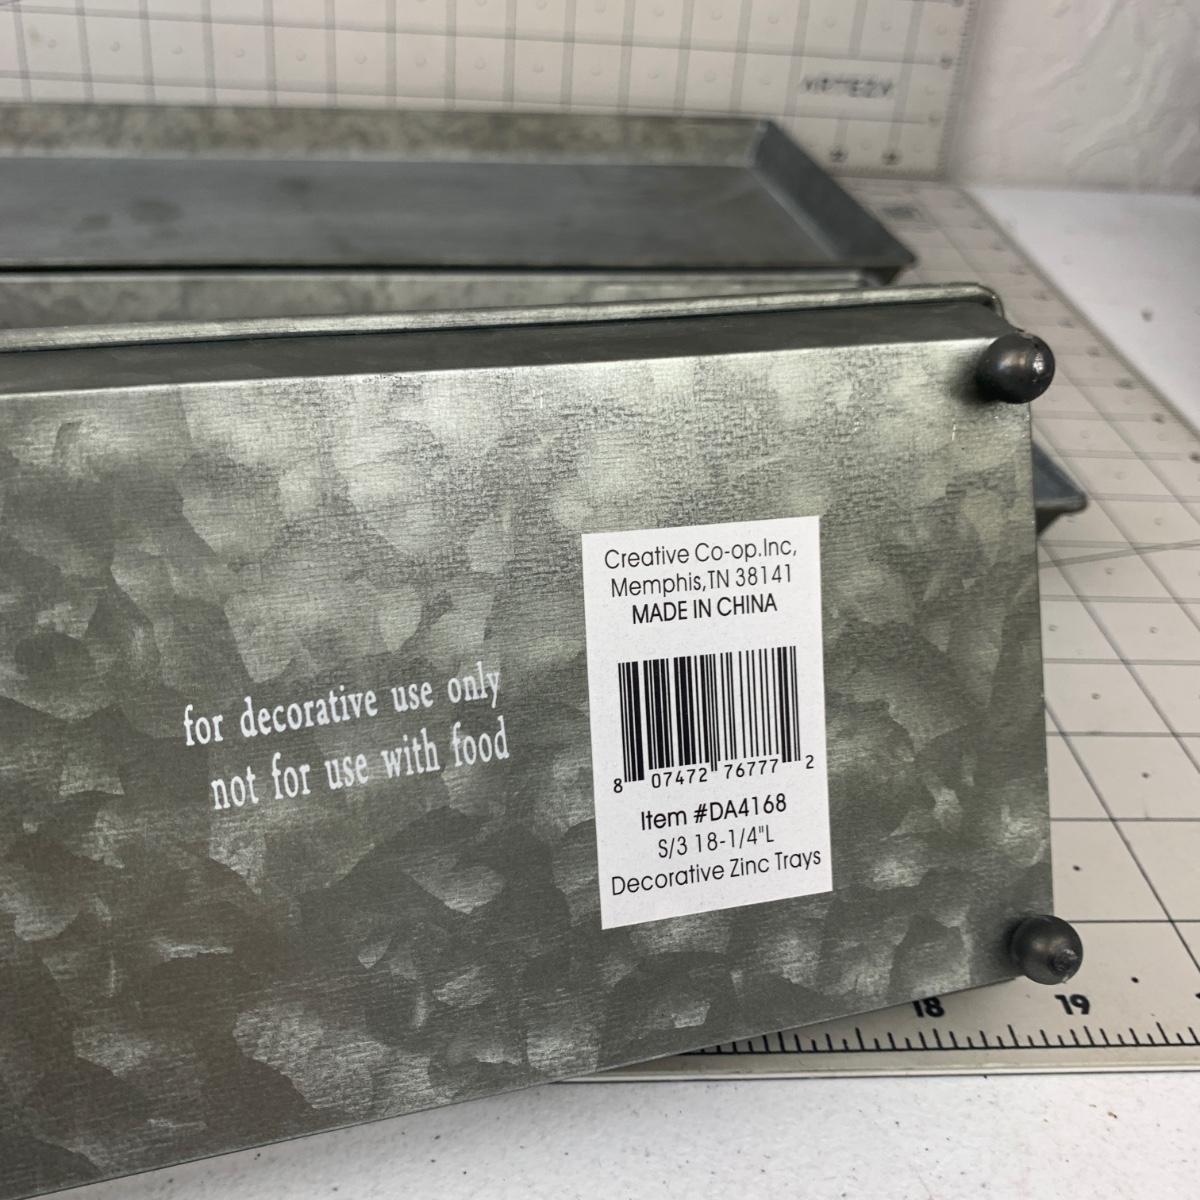 for decorative use only
not for use with food
Creative Co-op.Inc,
Memphis,TN 38141
MADE IN CHINA
8 07472 76777 2
Item #DA4168
S/3 18-1/4"L
Decorative Zinc Trays
18 19